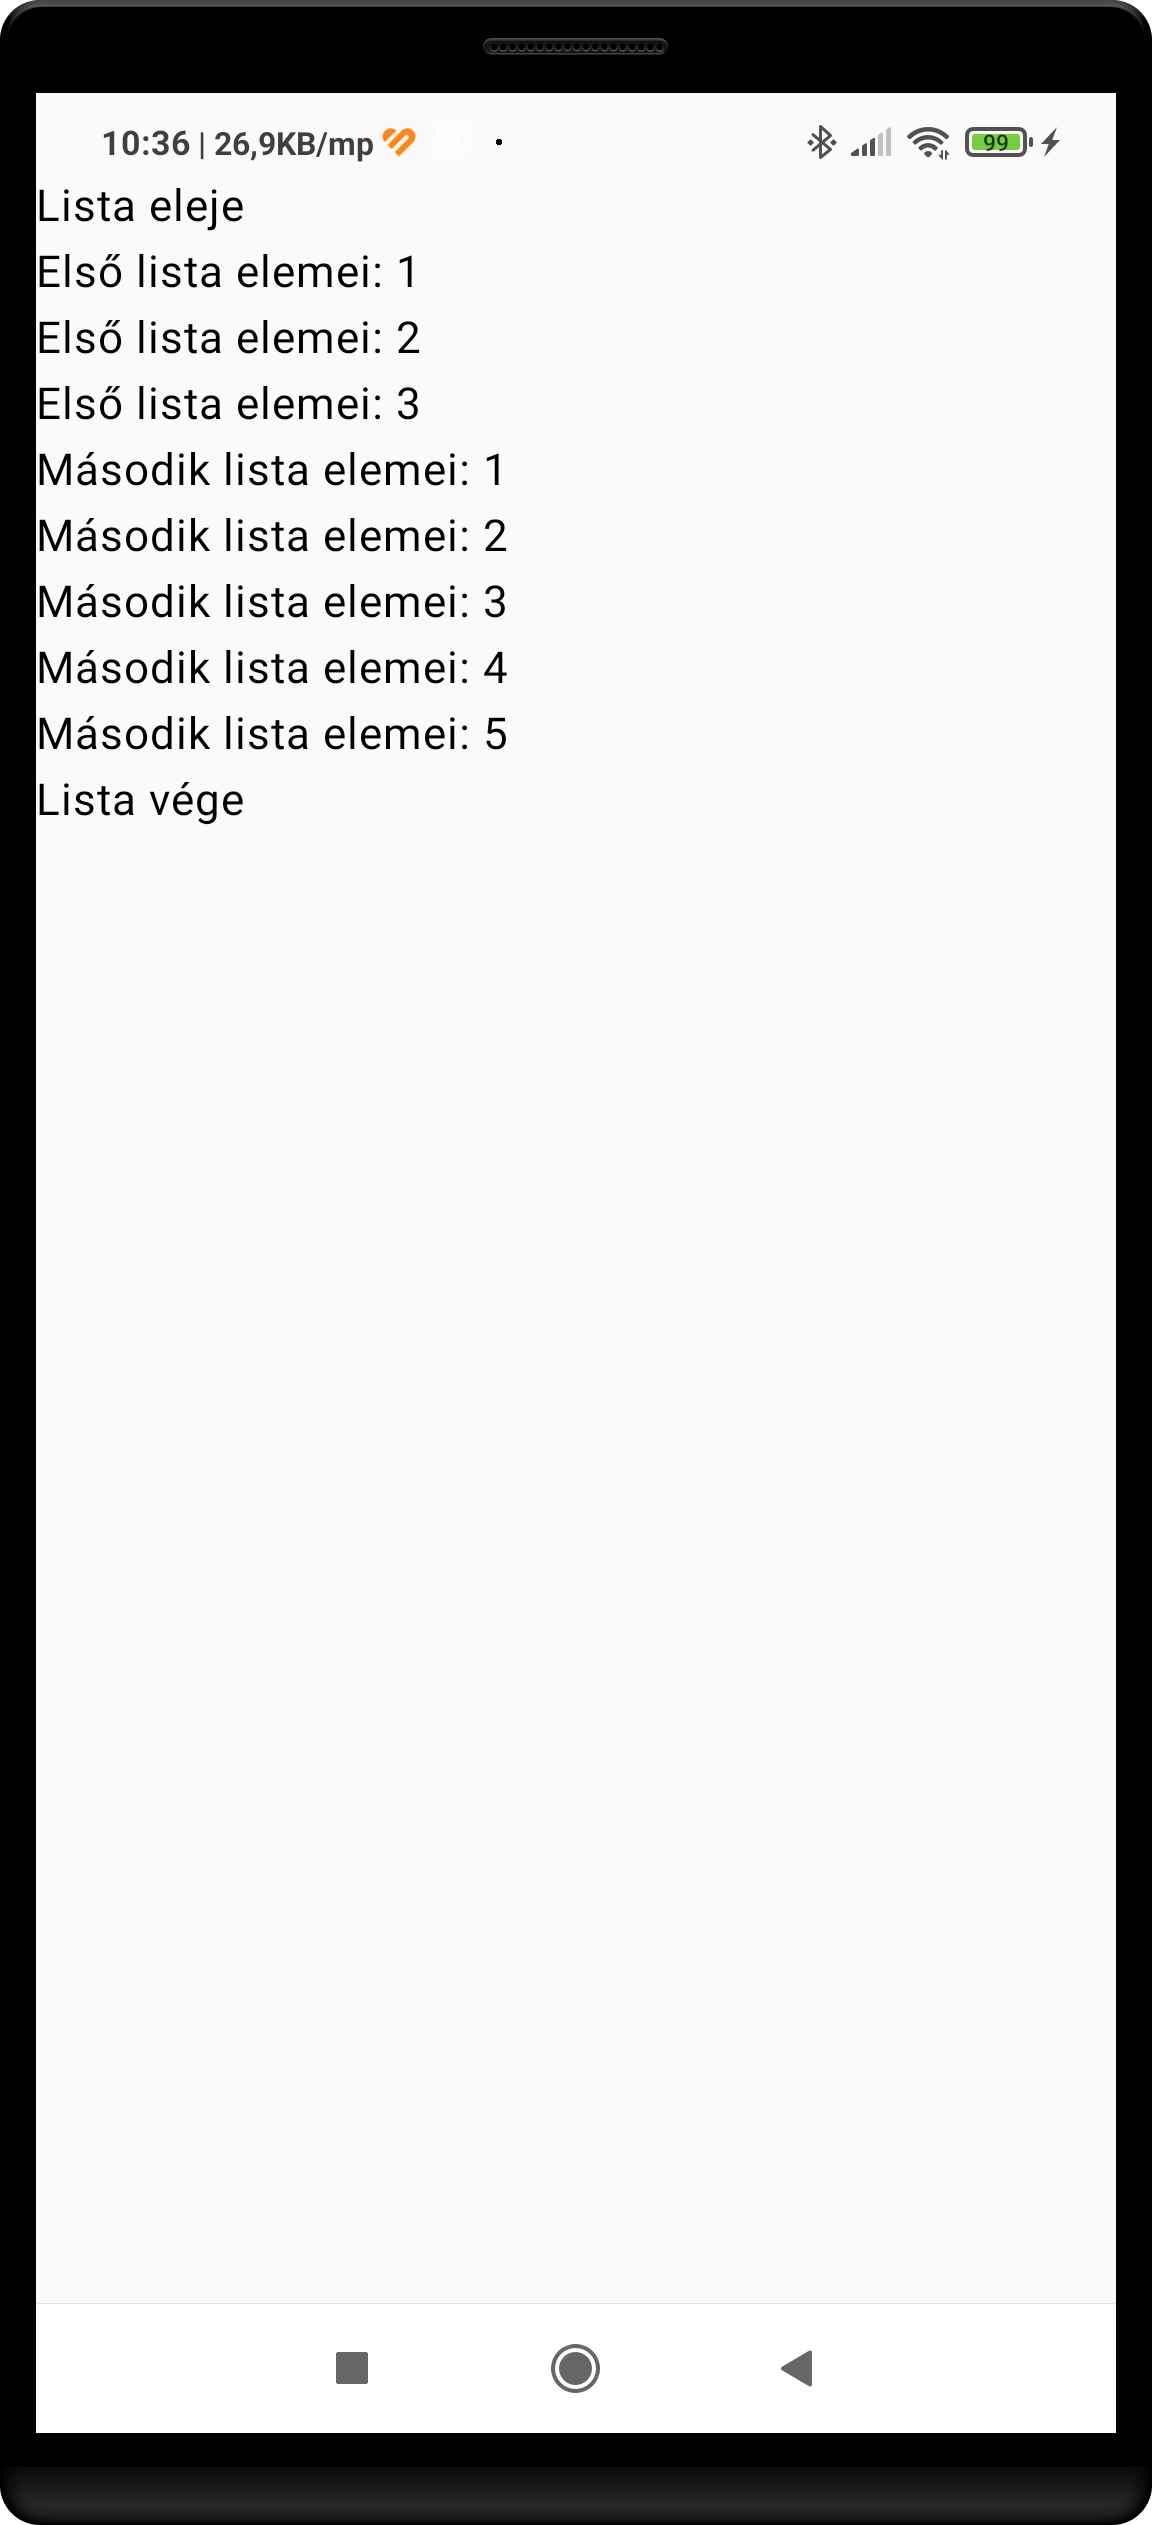 10:36 | 26,9KB/mp 99
Lista eleje
Első lista elemei: 1
Első lista elemei: 2
Első lista elemei: 3
Második lista elemei: 1
Második lista elemei: 2
Második lista elemei: 3
Második lista elemei: 4
Második lista elemei: 5
Lista vége